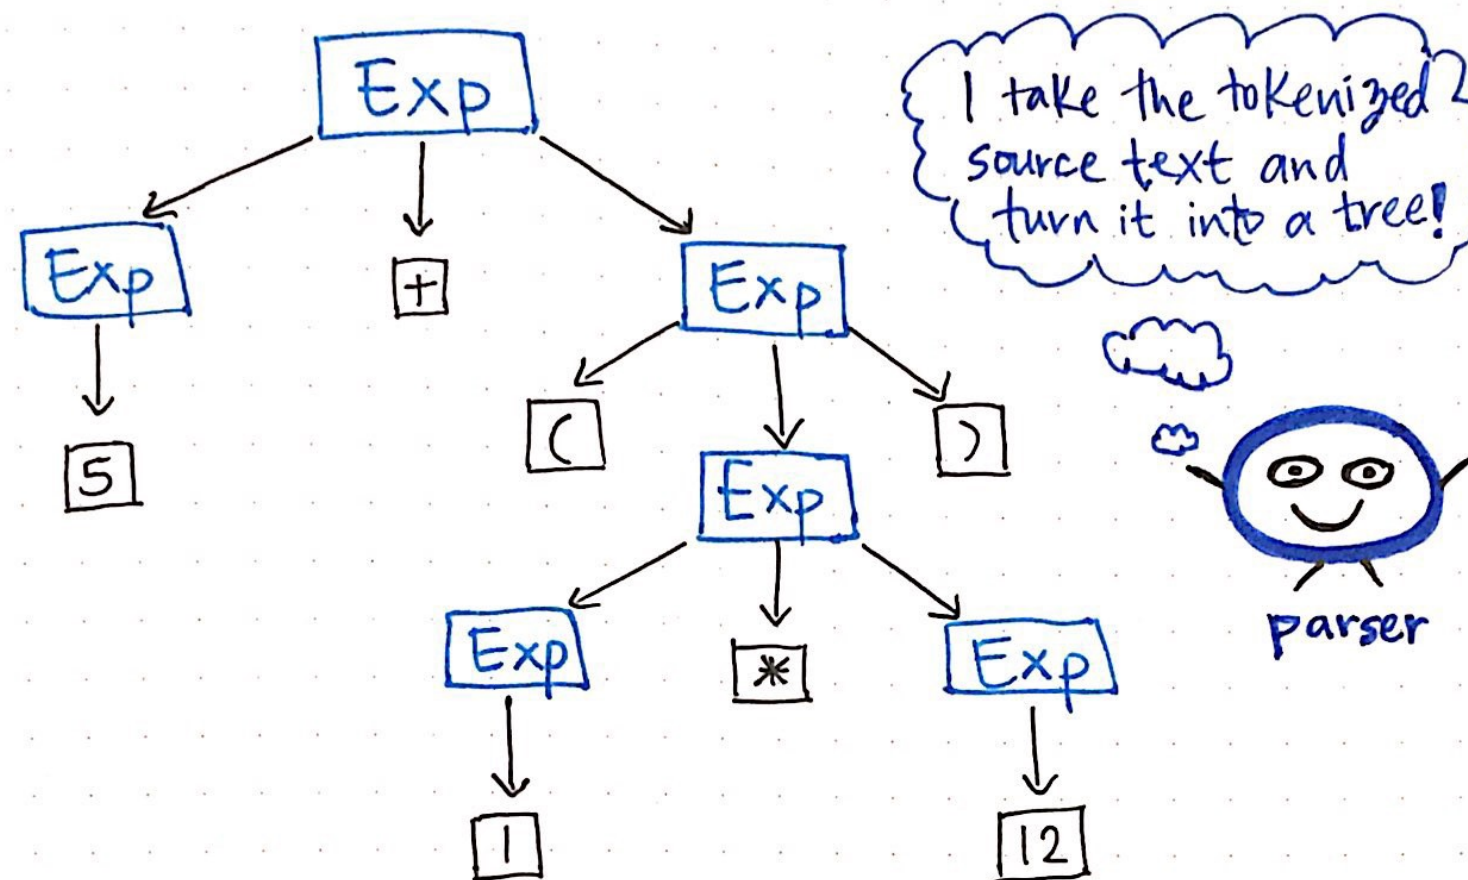 Exp
I take the tokenized
source text and
turn it into a tree!
Exp
+
Exp
5
(
)
Exp
Exp
*
Exp
parser
1
12